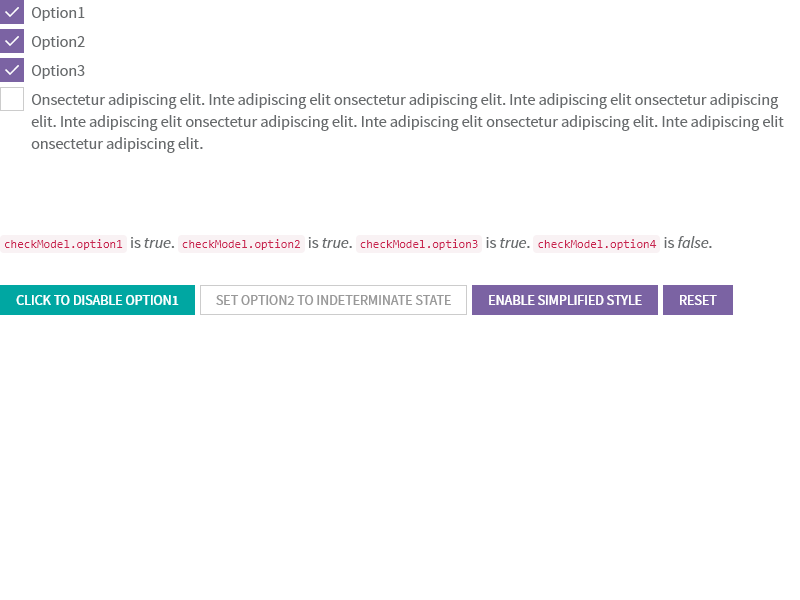 Option1
Option2
Option3
Onsectetur adipiscing elit. Inte adipiscing elit onsectetur adipiscing elit. Inte adipiscing elit onsectetur adipiscing
elit. Inte adipiscing elit onsectetur adipiscing elit. Inte adipiscing elit onsectetur adipiscing elit. Inte adipiscing elit
onsectetur adipiscing elit.
checkModel.option1 is true. checkModel.option2 is true. checkModel.option3 is true. checkModel.option4 is false.
CLICK TO DISABLE OPTION1 SET OPTION2 TO INDETERMINATE STATE ENABLE SIMPLIFIED STYLE RESET